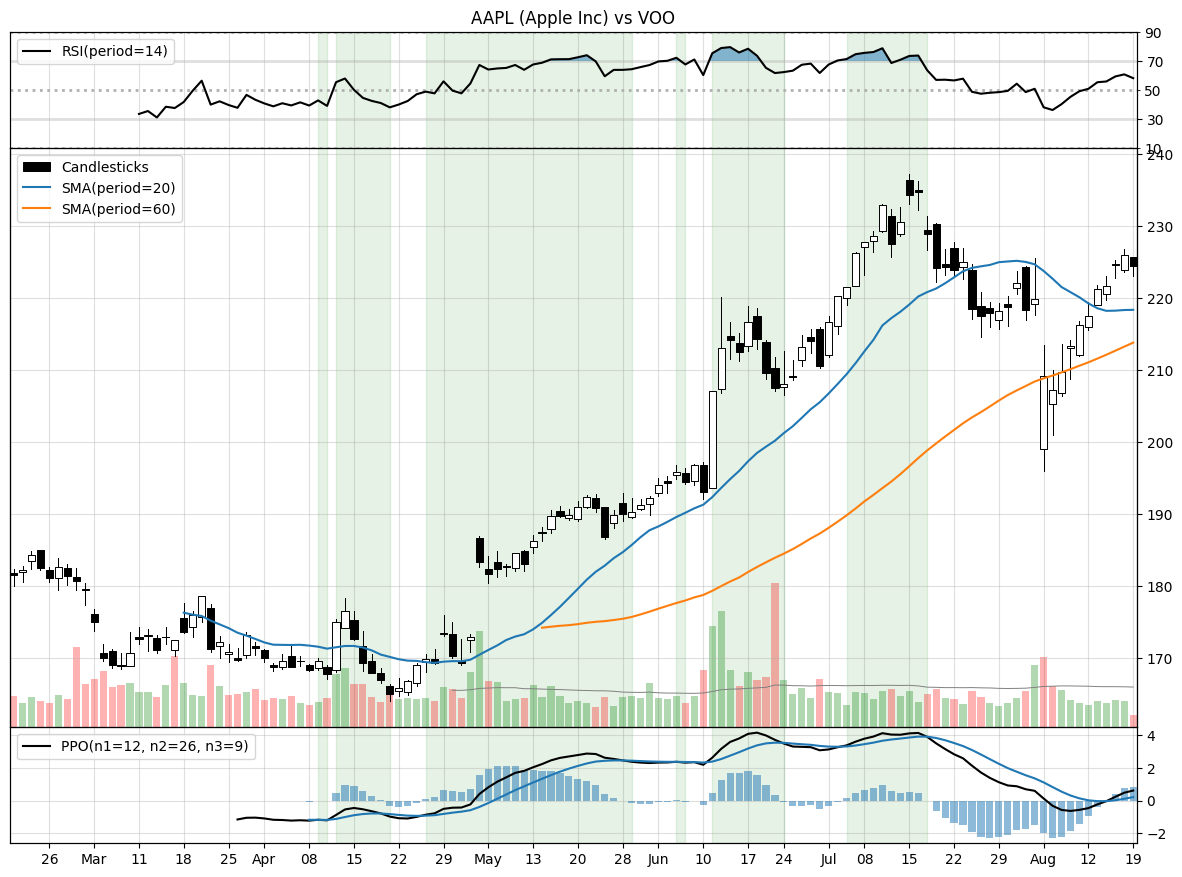 AAPL (Apple Inc) vs VOO
RSI(period=14)
90
70
50
30
10
Candlesticks
SMA(period=20)
SMA(period=60)
240
230
220
210
200
190
180
170
PPO(n1=12, n2=26, n3=9)
4
2
0
−2
26 Mar 11 18 25 Apr 08 15 22 29 May 13 20 28 Jun 10 17 24 Jul 08 15 22 29 Aug 12 19